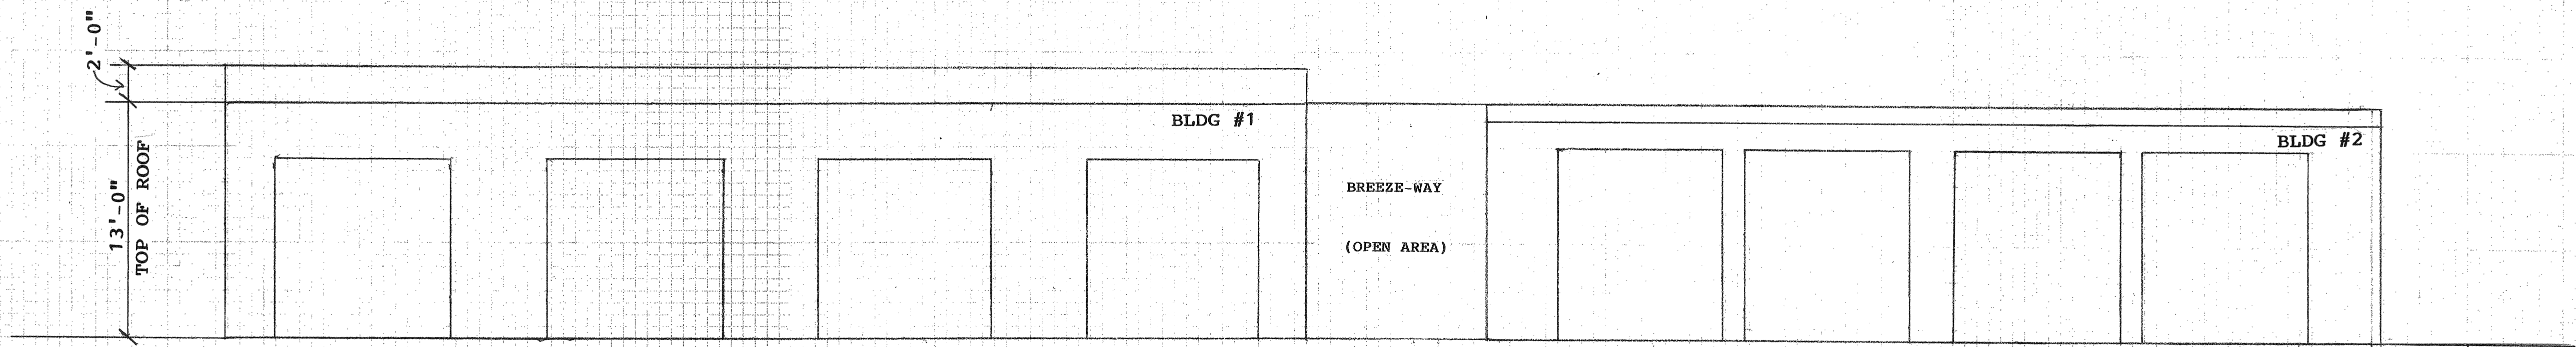 2'-0"
13'-0"
TOP OF ROOF
BLDG #1
BREEZE-WAY
(OPEN AREA)
BLDG #2